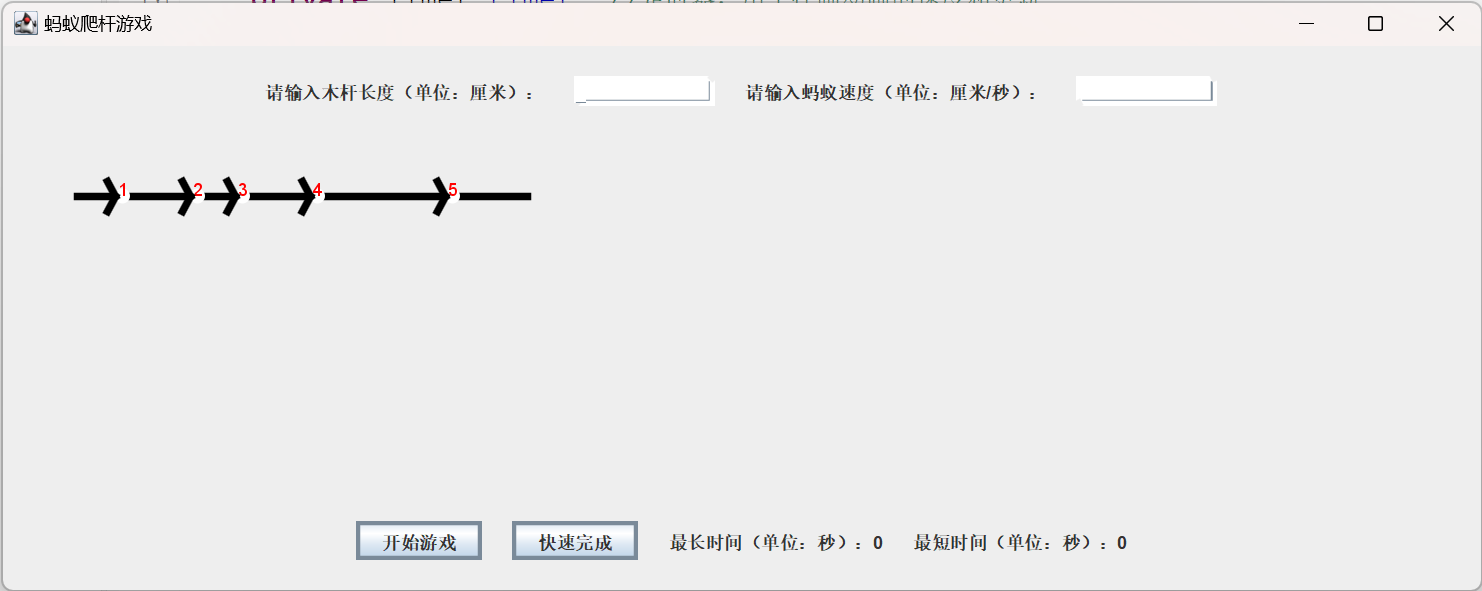 蚂蚁爬杆游戏
请输入木杆长度（单位：厘米）： 请输入蚂蚁速度（单位：厘米/秒）：
1 2 3 4 5
开始游戏 快速完成 最长时间（单位：秒）：0 最短时间（单位：秒）：0